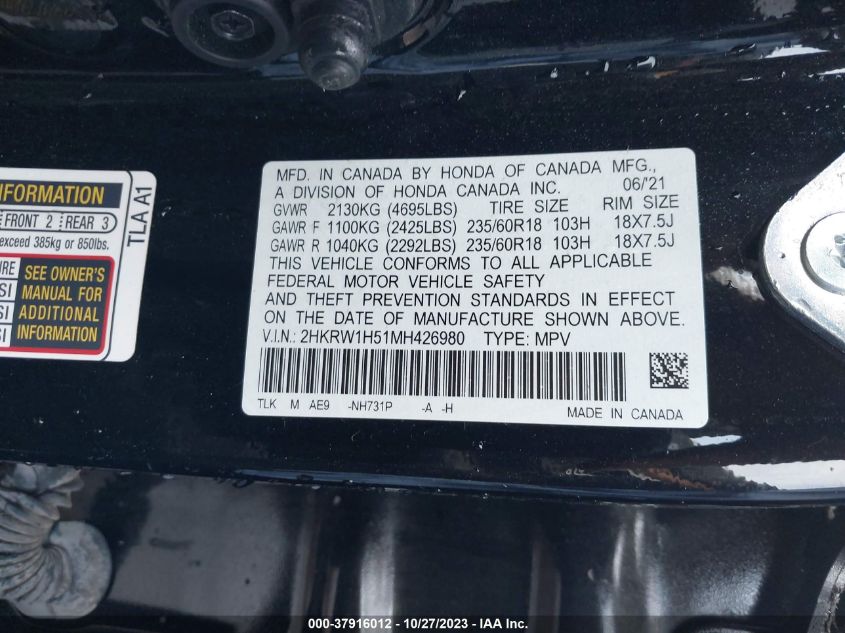 MFD. IN CANADA BY HONDA OF CANADA MFG.,
A DIVISION OF HONDA CANADA INC. 06/'21
GVWR 2130KG (4695LBS) TIRE SIZE RIM SIZE
GAWR F 1100KG (2425LBS) 235/60R18 103H 18X7.5J
GAWR R 1040KG (2292LBS) 235/60R18 103H 18X7.5J
THIS VEHICLE CONFORMS TO ALL APPLICABLE
FEDERAL MOTOR VEHICLE SAFETY
AND THEFT PREVENTION STANDARDS IN EFFECT
ON THE DATE OF MANUFACTURE SHOWN ABOVE.
V.I.N.: 2HKRW1H51MH426980 TYPE: MPV
TLK M AE9 -NH731P -A -H
MADE IN CANADA
FRONT 2 REAR 3
exceed 385kg or 850lbs.
SEE OWNER'S
MANUAL FOR
ADDITIONAL
INFORMATION
TLA A1
000-37916012 - 10/27/2023 - IAA Inc.